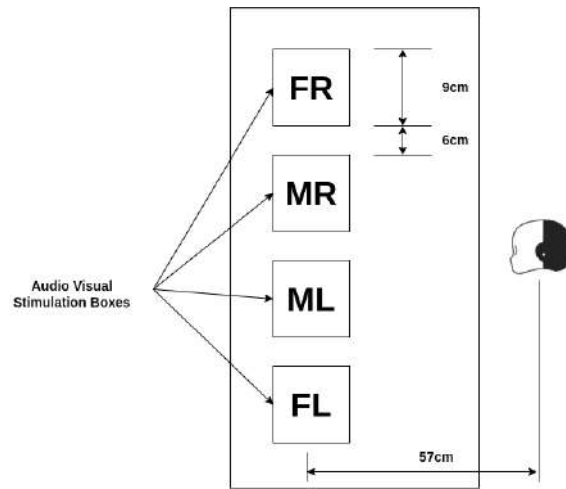 FR
9cm
6cm
MR
Audio Visual
Stimulation Boxes
ML
FL
57cm